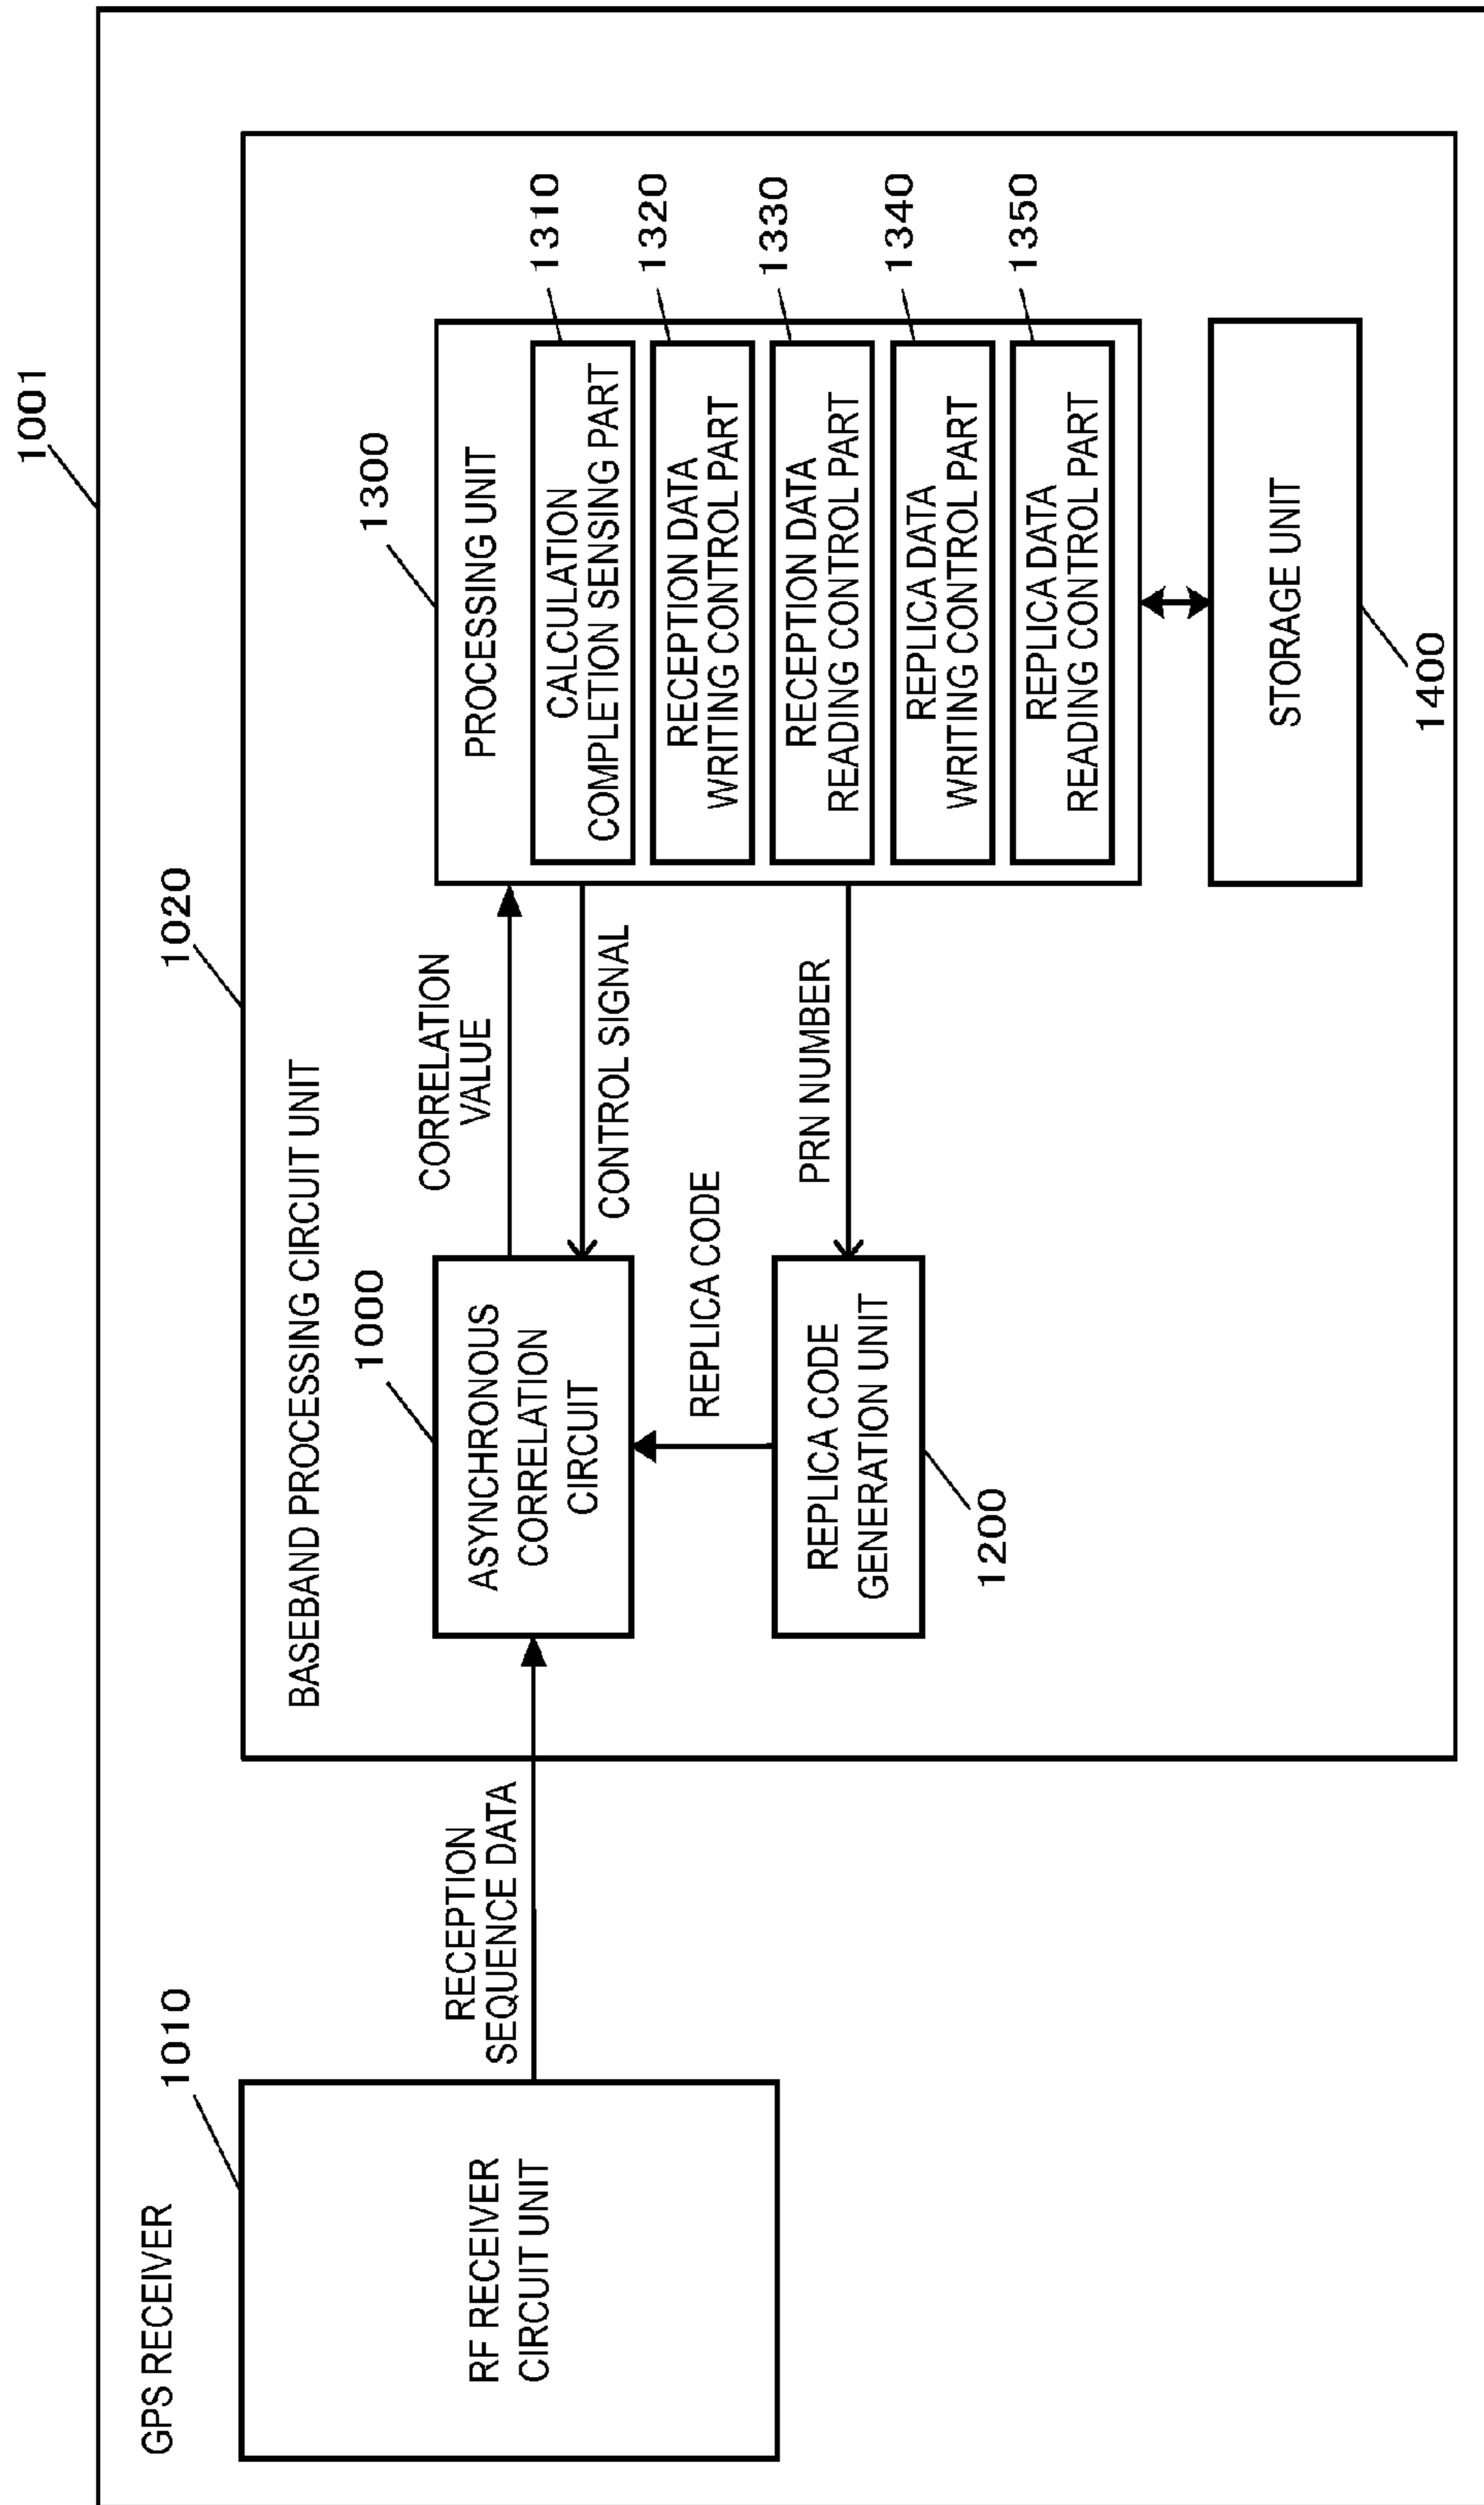 1001
GPS RECEIVER
1010
RF RECEIVER
CIRCUIT UNIT
RECEPTION
SEQUENCE DATA
1020
BASEBAND PROCESSING CIRCUIT UNIT
1000
ASYNCHRONOUS
CORRELATION
CIRCUIT
CORRELATION
VALUE
CONTROL SIGNAL
REPLICA CODE
PRN NUMBER
REPLICA CODE
GENERATION UNIT
1200
1300
PROCESSING UNIT
CALCULATION
COMPLETION SENSING PART
1310
RECEPTION DATA
WRITING CONTROL PART
1320
RECEPTION DATA
READING CONTROL PART
1330
REPLICA DATA
WRITING CONTROL PART
1340
REPLICA DATA
READING CONTROL PART
1350
STORAGE UNIT
1400